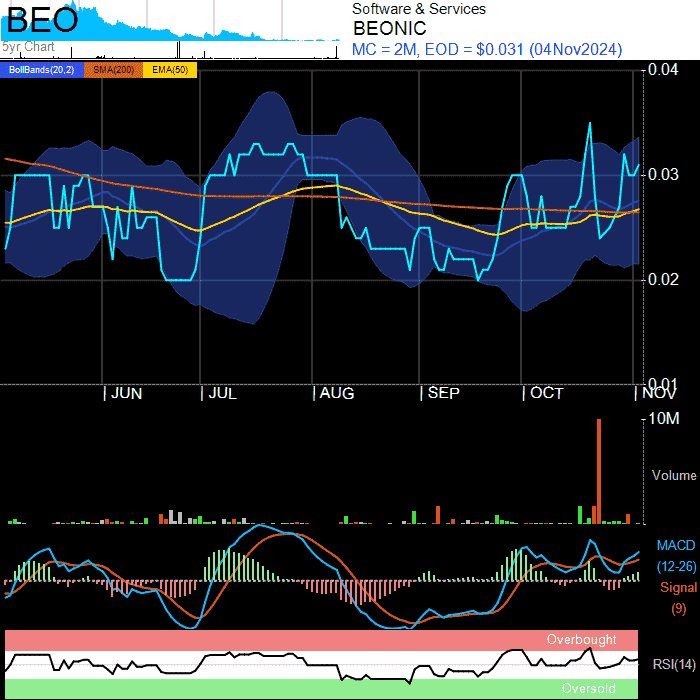 BEO
5yr Chart
Software & Services
BEONIC
MC = 2M, EOD = $0.031 (04Nov2024)
BollBands(20,2) SMA(200) EMA(50)
0.04
0.03
0.02
0.01
JUN JUL AUG SEP OCT NOV
10M
Volume
MACD
(12-26)
Signal
(9)
Overbought
RSI(14)
Oversold